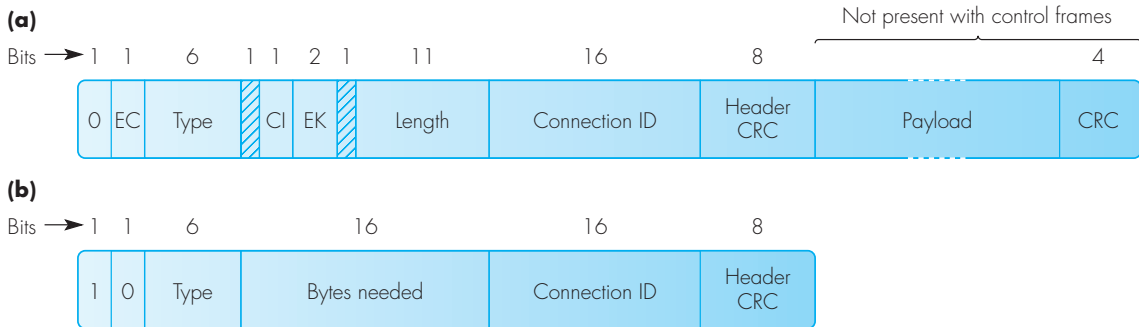 (a)
Not present with control frames
Bits 1 1 6 1 1 2 1 11 16 8 4
0 EC Type CI EK Length Connection ID Header CRC Payload CRC
(b)
Bits 1 1 6 16 16 8
1 0 Type Bytes needed Connection ID Header CRC